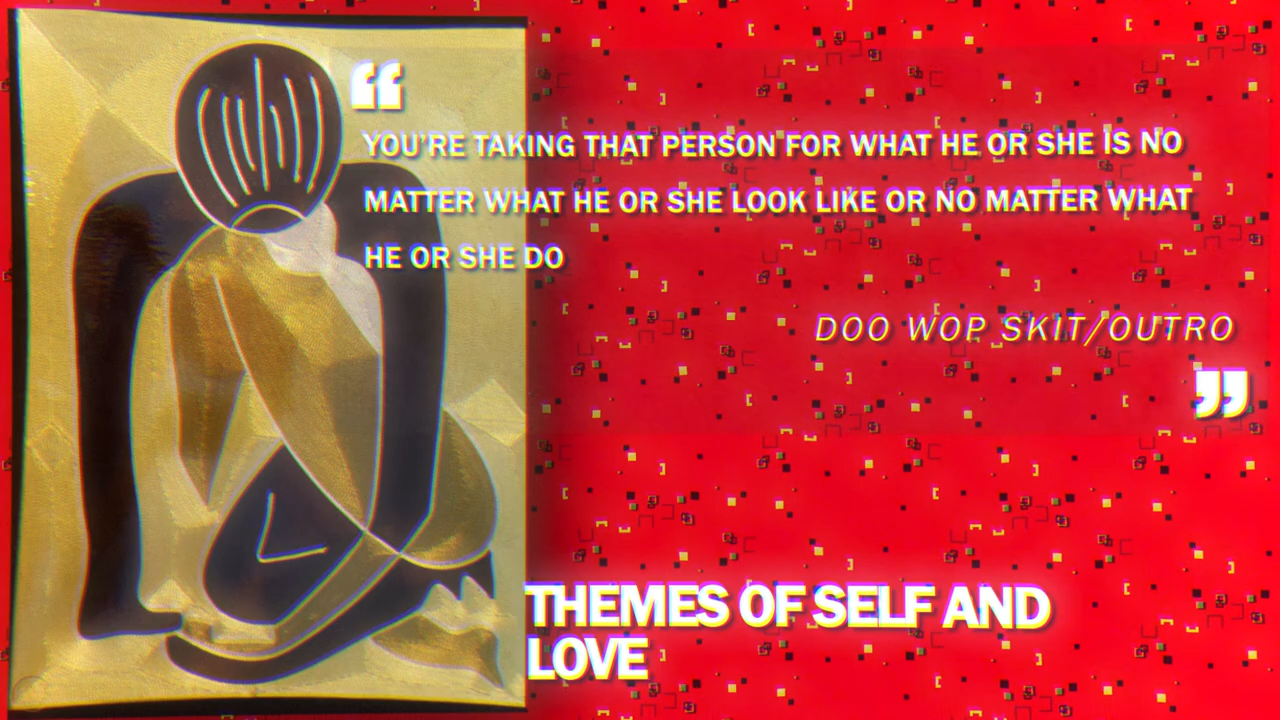 “
YOU’RE TAKING THAT PERSON FOR WHAT HE OR SHE IS NO
MATTER WHAT HE OR SHE LOOK LIKE OR NO MATTER WHAT
HE OR SHE DO
DOO WOP SKIT/OUTRO
”
THEMES OF SELF AND
LOVE